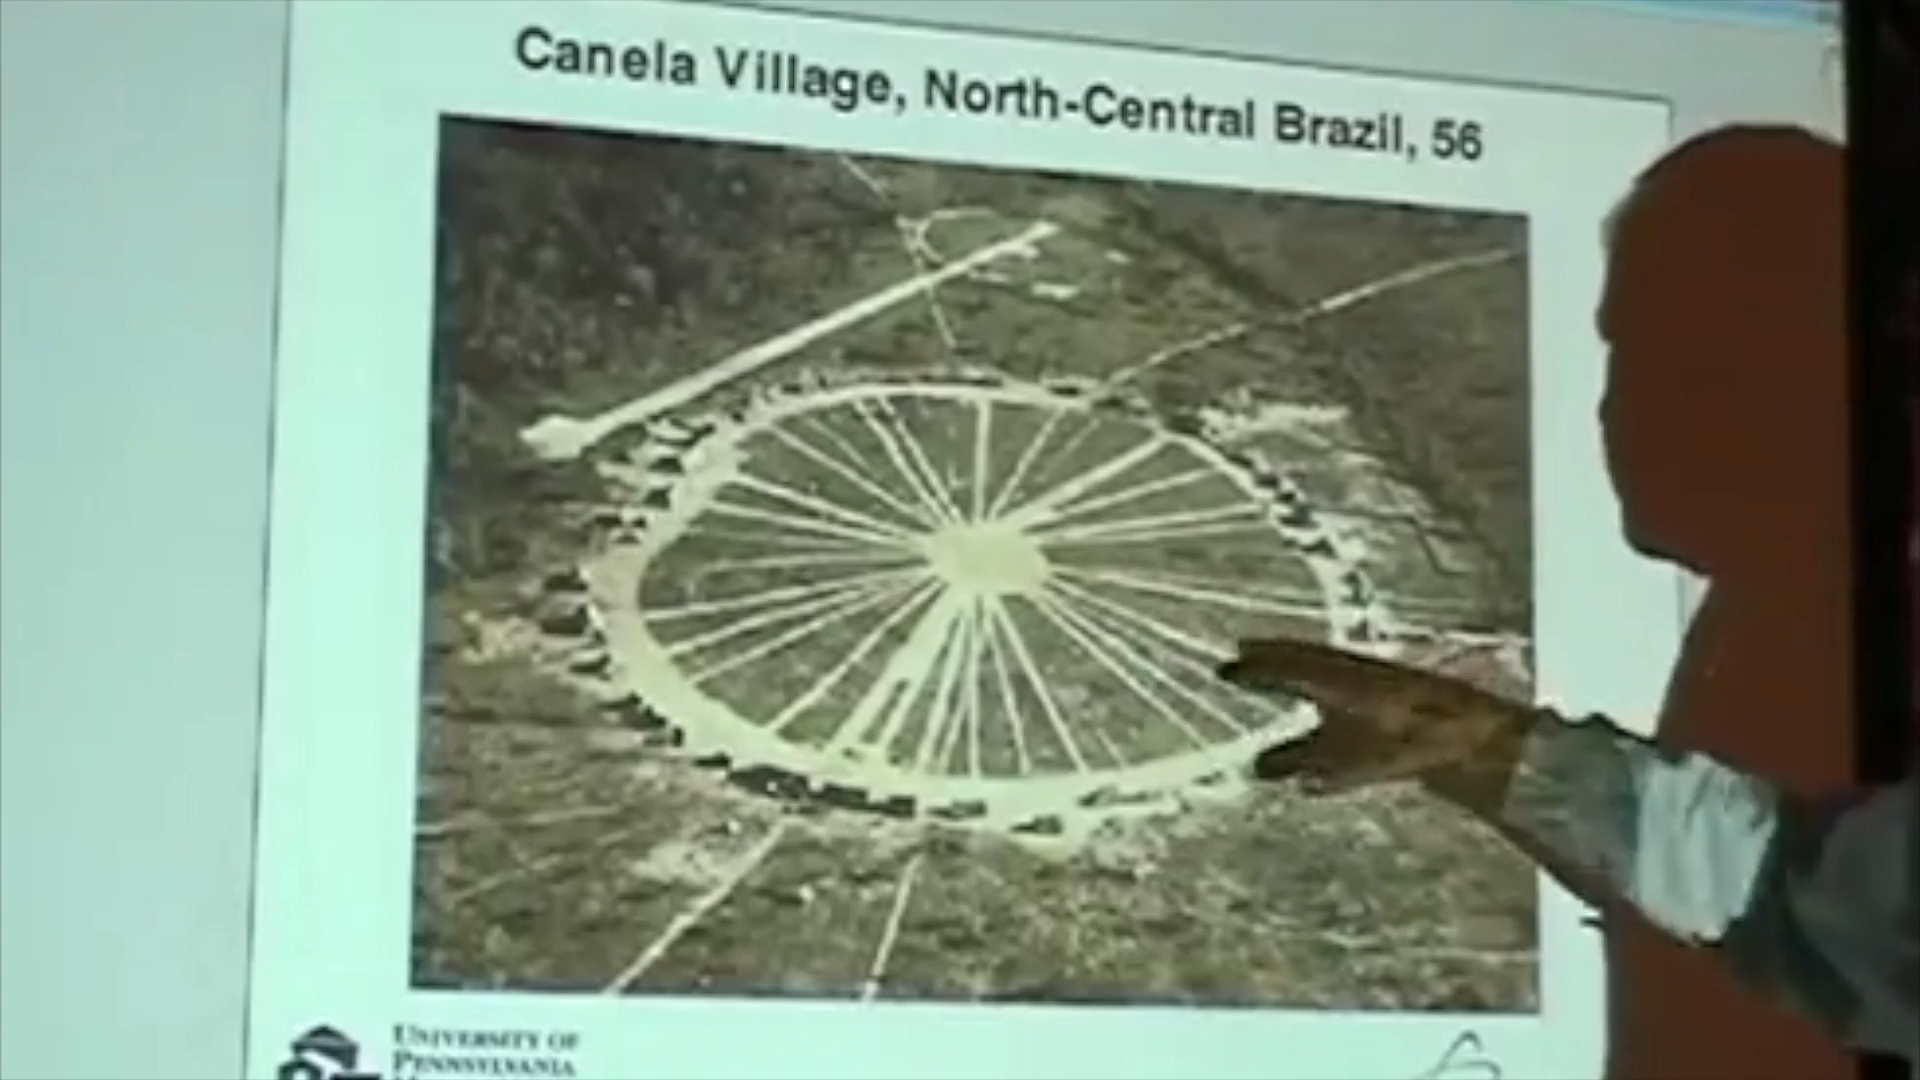 Canela Village, North-Central Brazil, 56
UNIVERSITY OF
PENNSYLVANIA